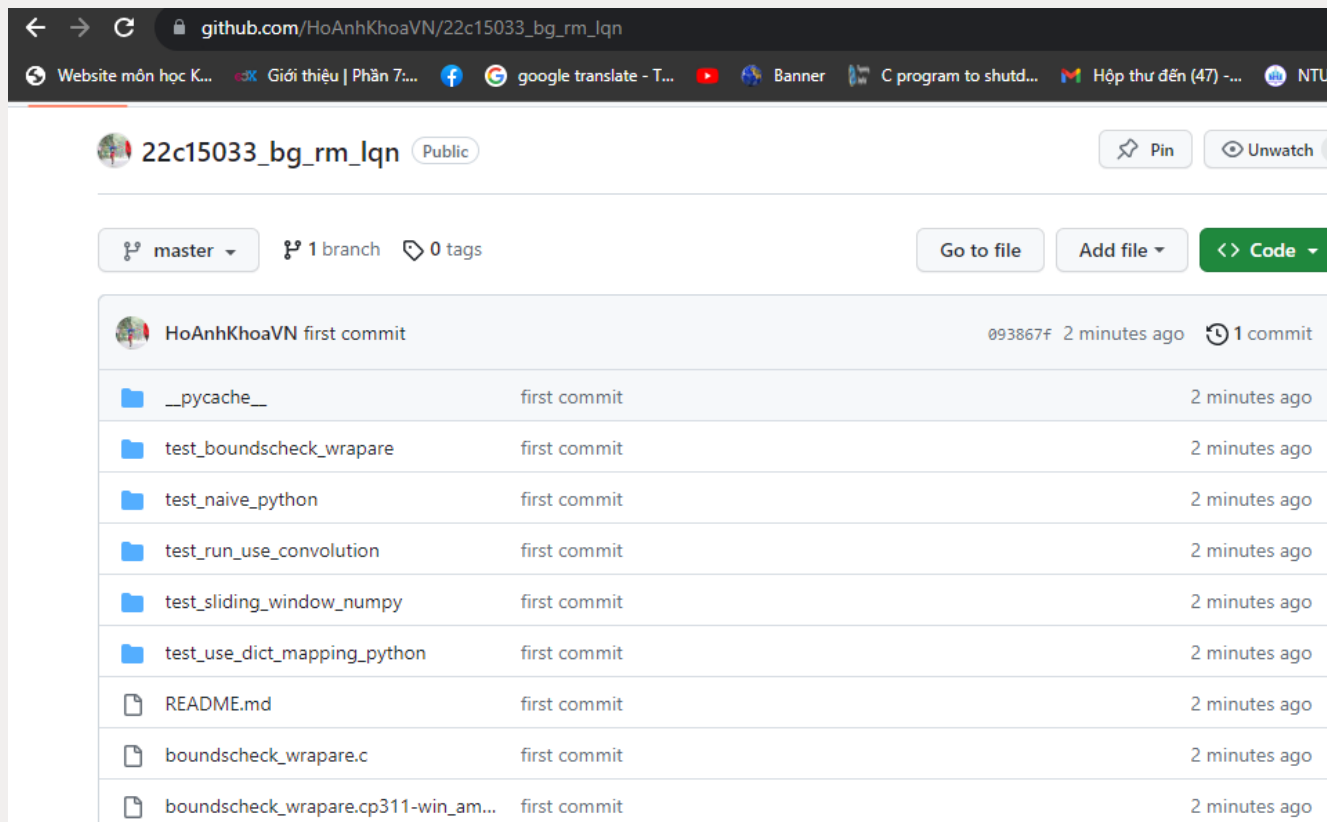 github.com/HoAnhKhoaVN/22c15033_bg_rm_lqn
Website môn học K... Giới thiệu | Phần 7:... google translate - T... Banner C program to shutd... Hộp thư đến (47) -... NTU
22c15033_bg_rm_lqn Public Pin Unwatch
master 1 branch 0 tags Go to file Add file <> Code
HoAnhKhoaVN first commit 093867f 2 minutes ago 1 commit
__pycache__ first commit 2 minutes ago
test_boundscheck_wrapare first commit 2 minutes ago
test_naive_python first commit 2 minutes ago
test_run_use_convolution first commit 2 minutes ago
test_sliding_window_numpy first commit 2 minutes ago
test_use_dict_mapping_python first commit 2 minutes ago
README.md first commit 2 minutes ago
boundscheck_wrapare.c first commit 2 minutes ago
boundscheck_wrapare.cp311-win_am... first commit 2 minutes ago